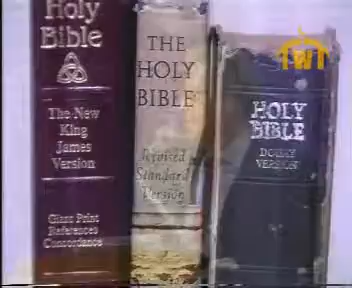 Holy
Bible
The New
King
James
Version
Giant Print
References
Concordance
THE
HOLY
BIBLE
Revised
Standard
Version
HOLY
BIBLE
DOUAY
VERSION